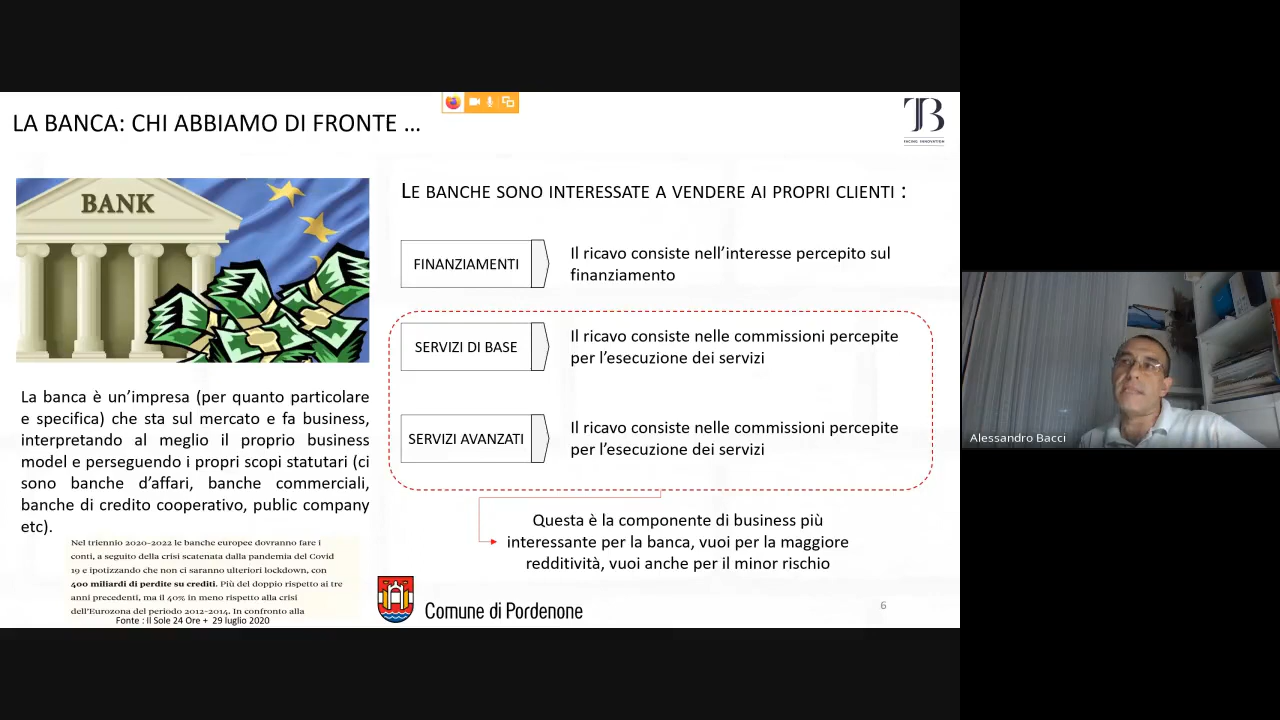 LA BANCA: CHI ABBIAMO DI FRONTE ...
TB
FACING INNOVATION
BANK
LE BANCHE SONO INTERESSATE A VENDERE AI PROPRI CLIENTI :
FINANZIAMENTI
Il ricavo consiste nell’interesse percepito sul
finanziamento
SERVIZI DI BASE
Il ricavo consiste nelle commissioni percepite
per l’esecuzione dei servizi
SERVIZI AVANZATI
Il ricavo consiste nelle commissioni percepite
per l’esecuzione dei servizi
Questa è la componente di business più
interessante per la banca, vuoi per la maggiore
redditività, vuoi anche per il minor rischio
La banca è un’impresa (per quanto particolare
e specifica) che sta sul mercato e fa business,
interpretando al meglio il proprio business
model e perseguendo i propri scopi statutari (ci
sono banche d’affari, banche commerciali,
banche di credito cooperativo, public company
etc).
Nel triennio 2020-2022 le banche europee dovranno fare i
conti, a seguito della crisi scatenata dalla pandemia del Covid
19 e ipotizzando che non ci saranno ulteriori lockdown, con
400 miliardi di perdite su crediti. Più del doppio rispetto ai tre
anni precedenti, ma il 40% in meno rispetto alla crisi
dell’Eurozona del periodo 2012-2014. In confronto alla
Fonte : Il Sole 24 Ore + 29 luglio 2020
Comune di Pordenone
6
Alessandro Bacci